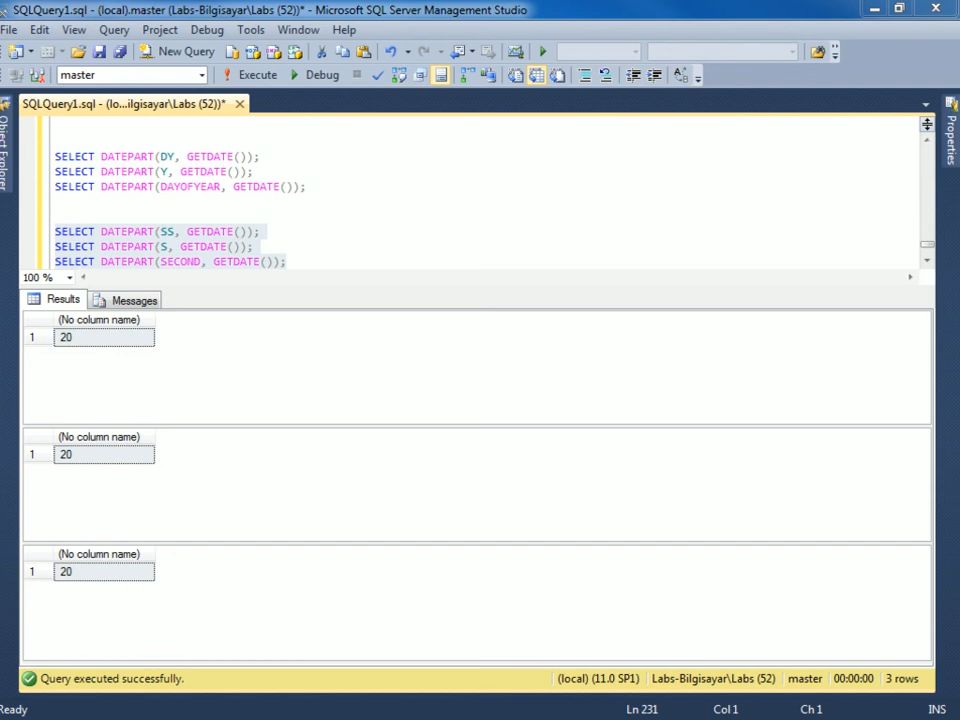 SQLQuery1.sql - (local).master (Labs-Bilgisayar\Labs (52))* - Microsoft SQL Server Management Studio
File Edit View Query Project Debug Tools Window Help
New Query
master Execute Debug
SQLQuery1.sql - (lo...ilgisayar\Labs (52))*
Object Explorer
Properties
SELECT DATEPART(DY, GETDATE());
SELECT DATEPART(Y, GETDATE());
SELECT DATEPART(DAYOFYEAR, GETDATE());
SELECT DATEPART(SS, GETDATE());
SELECT DATEPART(S, GETDATE());
SELECT DATEPART(SECOND, GETDATE());
100 %
Results Messages
(No column name)
1 20
(No column name)
1 20
(No column name)
1 20
Query executed successfully. (local) (11.0 SP1) Labs-Bilgisayar\Labs (52) master 00:00:00 3 rows
Ready Ln 231 Col 1 Ch 1 INS